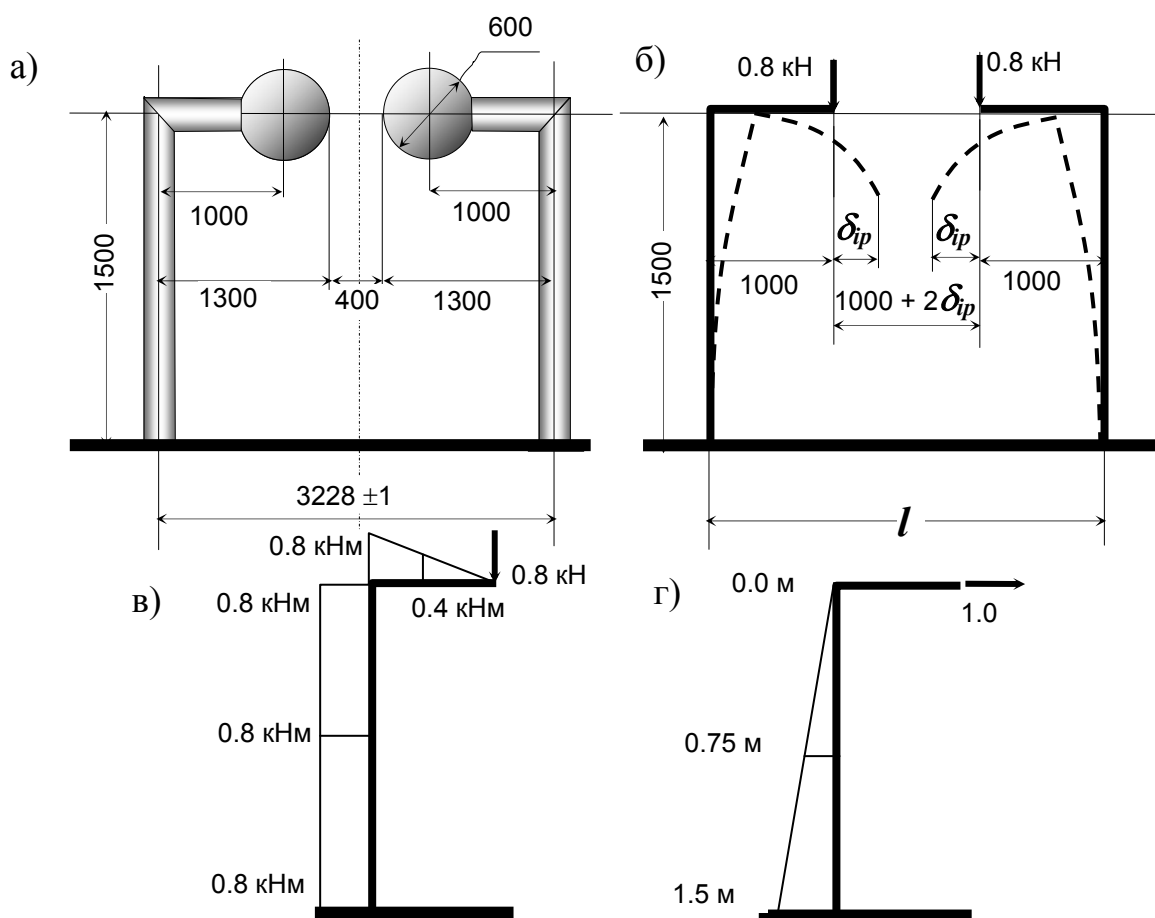 а)
600
1000
1000
1500
1300
400
1300
3228 ±1
б)
0.8 кН
0.8 кН
1500
δip
δip
1000
1000
1000 + 2δip
l
в)
0.8 кНм
0.8 кН
0.8 кНм
0.4 кНм
0.8 кНм
0.8 кНм
г)
0.0 м
1.0
0.75 м
1.5 м